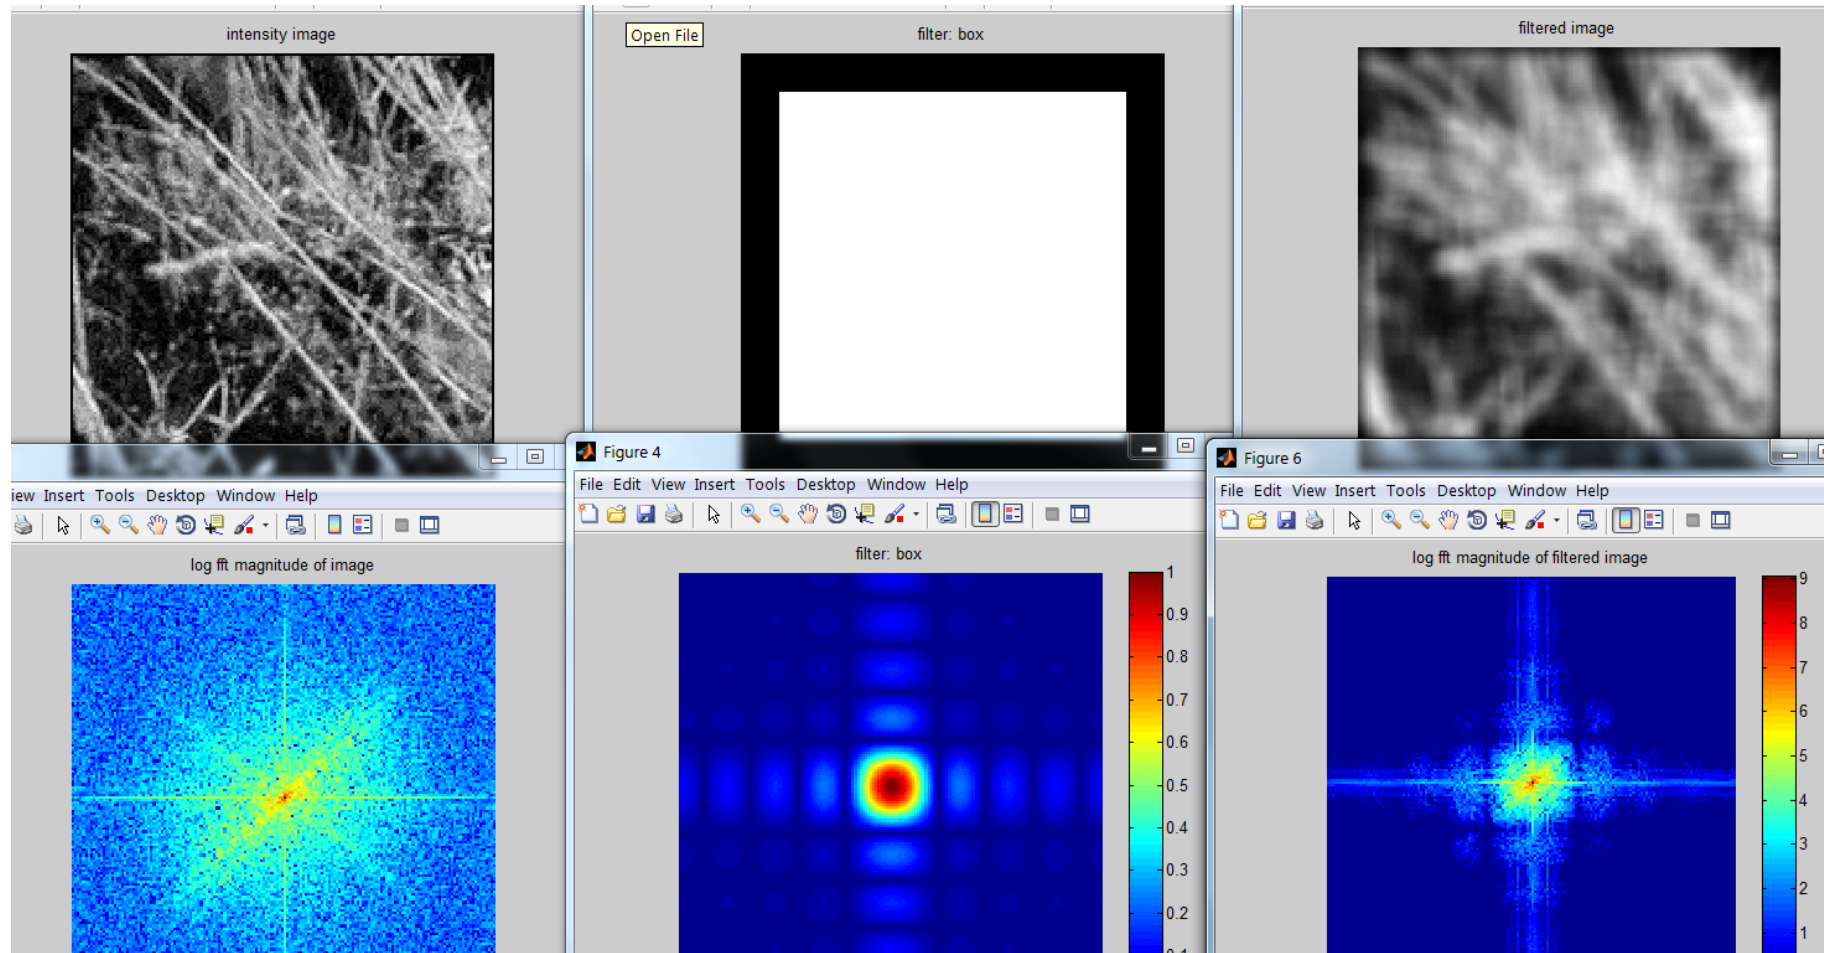 intensity image
Open File
filter: box
filtered image
Figure 4
Figure 6
iew Insert Tools Desktop Window Help
File Edit View Insert Tools Desktop Window Help
File Edit View Insert Tools Desktop Window Help
log fft magnitude of image
filter: box
log fft magnitude of filtered image
1
0.9
0.8
0.7
0.6
0.5
0.4
0.3
0.2
9
8
7
6
5
4
3
2
1